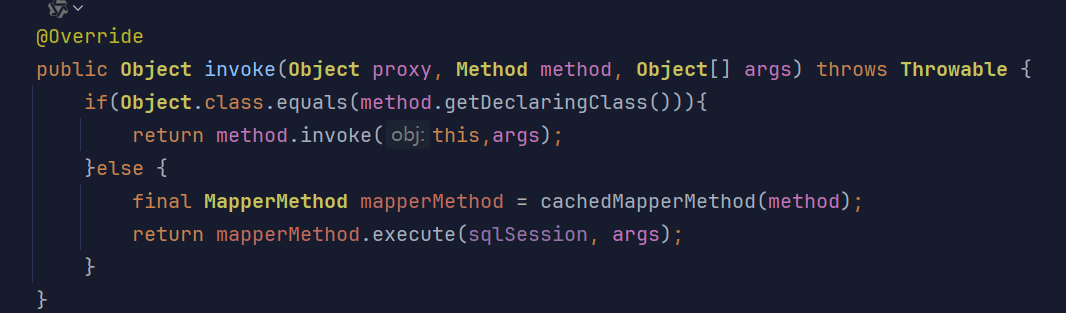 @Override
public Object invoke(Object proxy, Method method, Object[] args) throws Throwable {
if(Object.class.equals(method.getDeclaringClass())){
return method.invoke( obj: this,args);
}else {
final MapperMethod mapperMethod = cachedMapperMethod(method);
return mapperMethod.execute(sqlSession, args);
}
}